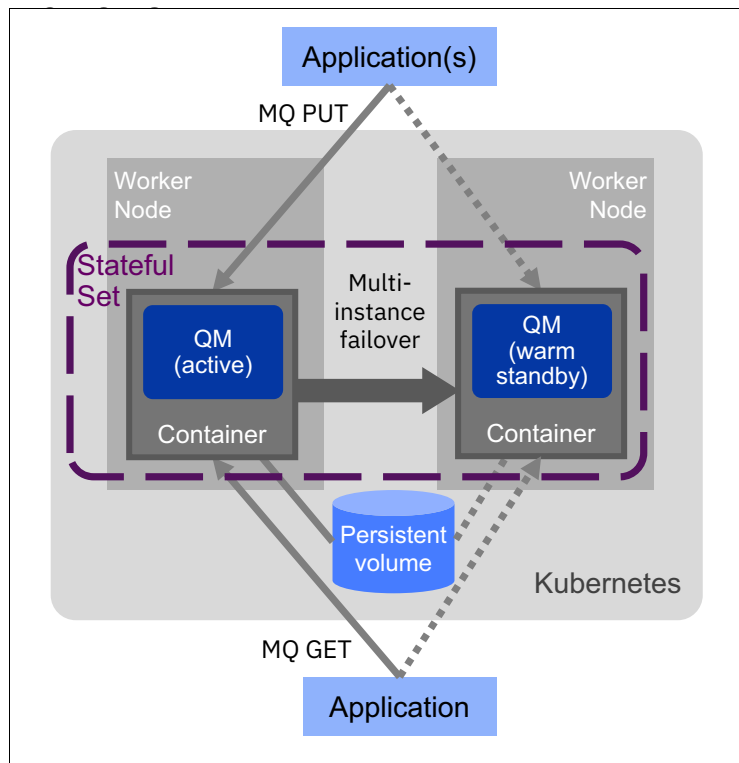 Application(s)
MQ PUT
Worker
Node
Worker
Node
Stateful
Set
Multi-
instance
failover
QM
(active)
QM
(warm
standby)
Container
Container
Persistent
volume
Kubernetes
MQ GET
Application